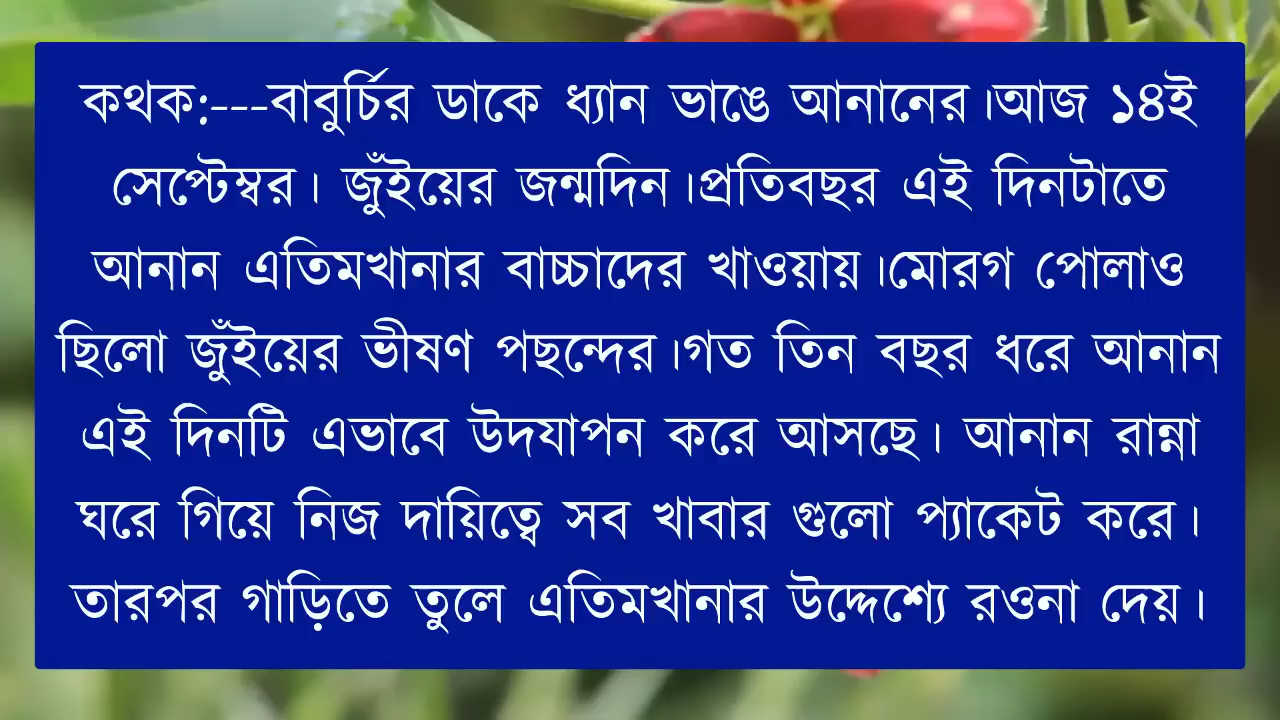 কথক:---বাবুর্চির ডাকে ধ্যান ভাঙে আনানের।আজ ১৪ই
সেপ্টেম্বর। জুঁইয়ের জন্মদিন।প্রতিবছর এই দিনটাতে
আনান এতিমখানার বাচ্চাদের খাওয়ায়।মোরগ পোলাও
ছিলো জুঁইয়ের ভীষণ পছন্দের।গত তিন বছর ধরে আনান
এই দিনটি এভাবে উদযাপন করে আসছে। আনান রান্না
ঘরে গিয়ে নিজ দায়িত্বে সব খাবার গুলো প্যাকেট করে।
তারপর গাড়িতে তুলে এতিমখানার উদ্দেশ্যে রওনা দেয়।